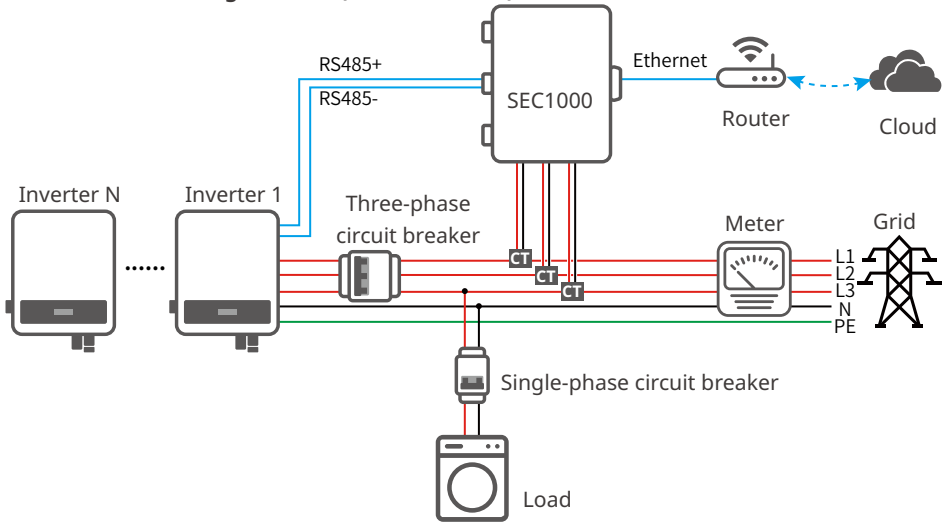 RS485+
Ethernet
RS485-
SEC1000
Router
Cloud
Inverter N
Inverter 1
Three-phase
circuit breaker
Meter
Grid
CT
CT
CT
L1
L2
L3
N
PE
Single-phase circuit breaker
Load